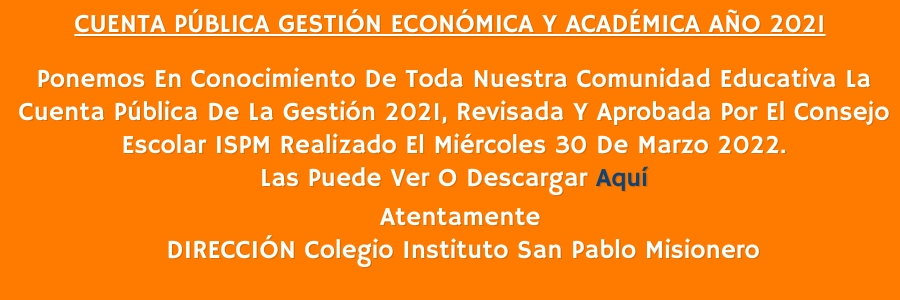 CUENTA PÚBLICA GESTIÓN ECONÓMICA Y ACADÉMICA AÑO 2021
Ponemos En Conocimiento De Toda Nuestra Comunidad Educativa La
Cuenta Pública De La Gestión 2021, Revisada Y Aprobada Por El Consejo
Escolar ISPM Realizado El Miércoles 30 De Marzo 2022.
Las Puede Ver O Descargar Aquí
Atentamente
DIRECCIÓN Colegio Instituto San Pablo Misionero